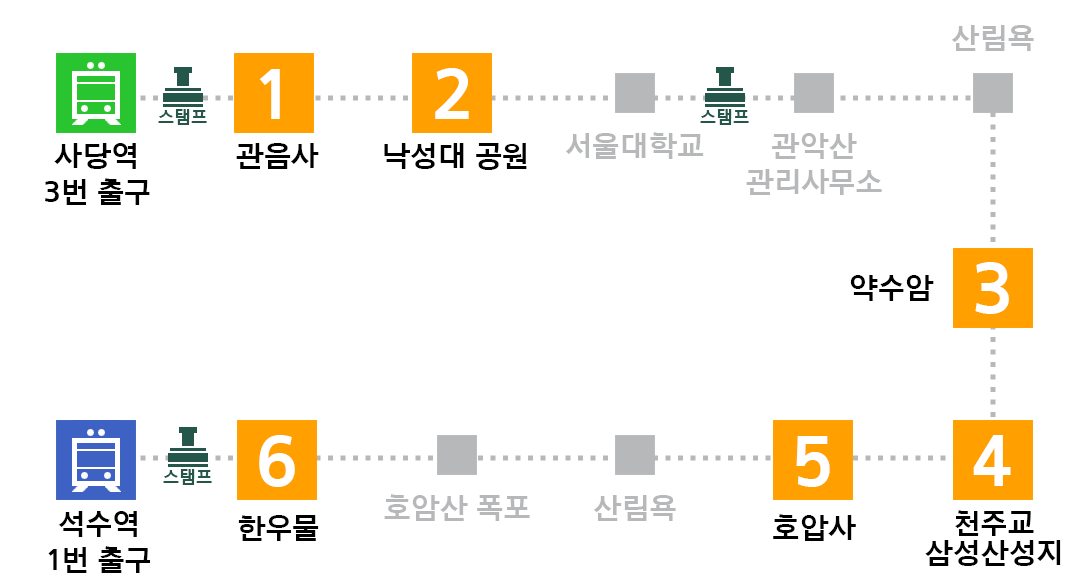 산림욕
스탬프
1
2
스탬프
사당역
3번 출구
관음사
낙성대 공원
서울대학교
관악산
관리사무소
약수암
3
석수역
1번 출구
스탬프
6
한우물
호암산 폭포
산림욕
5
호압사
4
천주교
삼성산성지